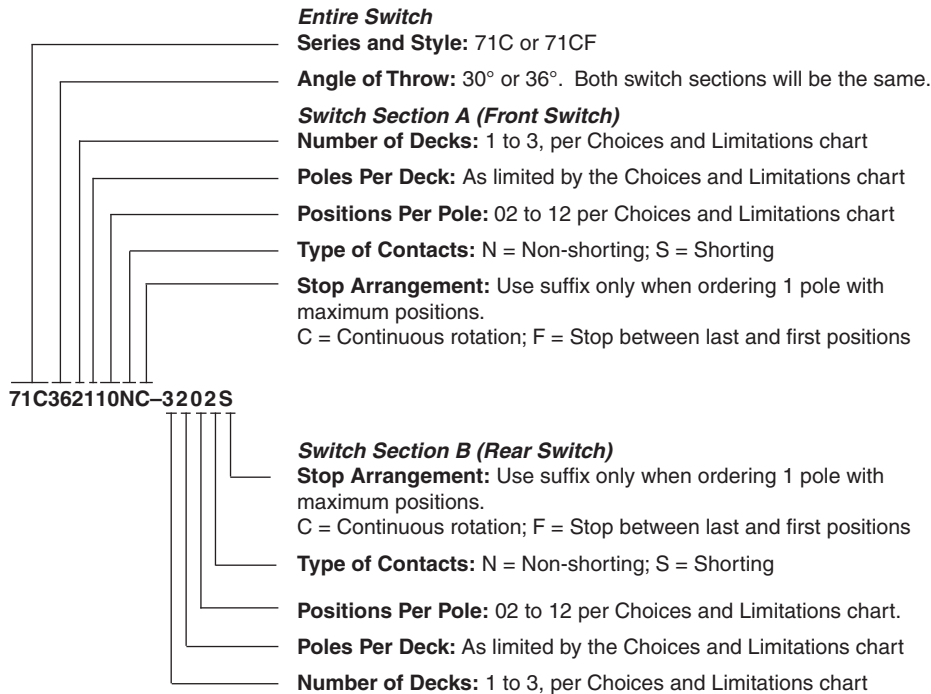 Entire Switch
Series and Style: 71C or 71CF
Angle of Throw: 30° or 36°. Both switch sections will be the same.
Switch Section A (Front Switch)
Number of Decks: 1 to 3, per Choices and Limitations chart
Poles Per Deck: As limited by the Choices and Limitations chart
Positions Per Pole: 02 to 12 per Choices and Limitations chart
Type of Contacts: N = Non-shorting; S = Shorting
Stop Arrangement: Use suffix only when ordering 1 pole with
maximum positions.
C = Continuous rotation; F = Stop between last and first positions
71C362110NC–3202S
Switch Section B (Rear Switch)
Stop Arrangement: Use suffix only when ordering 1 pole with
maximum positions.
C = Continuous rotation; F = Stop between last and first positions
Type of Contacts: N = Non-shorting; S = Shorting
Positions Per Pole: 02 to 12 per Choices and Limitations chart.
Poles Per Deck: As limited by the Choices and Limitations chart
Number of Decks: 1 to 3, per Choices and Limitations chart